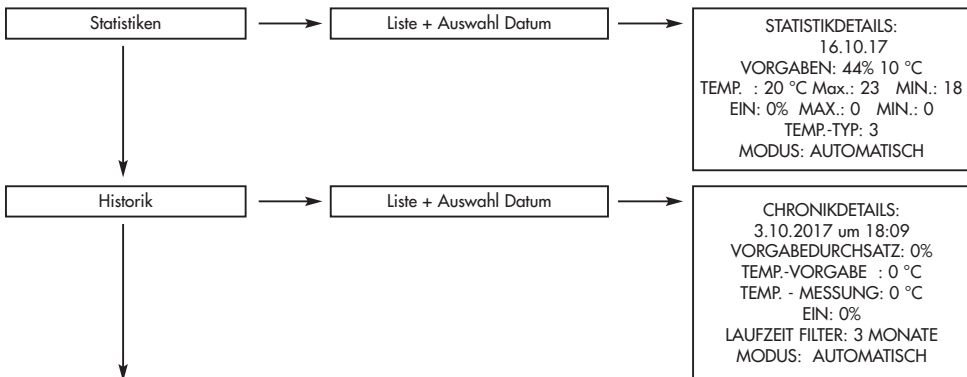 Statistiken
Liste + Auswahl Datum
STATISTIKDETAILS:
16.10.17
VORGABEN: 44% 10 °C
TEMP. : 20 °C Max.: 23 MIN.: 18
EIN: 0% MAX.: 0 MIN.: 0
TEMP.-TYP: 3
MODUS: AUTOMATISCH
Historik
Liste + Auswahl Datum
CHRONIKDETAILS:
3.10.2017 um 18:09
VORGABEDURCHSATZ: 0%
TEMP.-VORGABE : 0 °C
TEMP. - MESSUNG: 0 °C
EIN: 0%
LAUFZEIT FILTER: 3 MONATE
MODUS: AUTOMATISCH